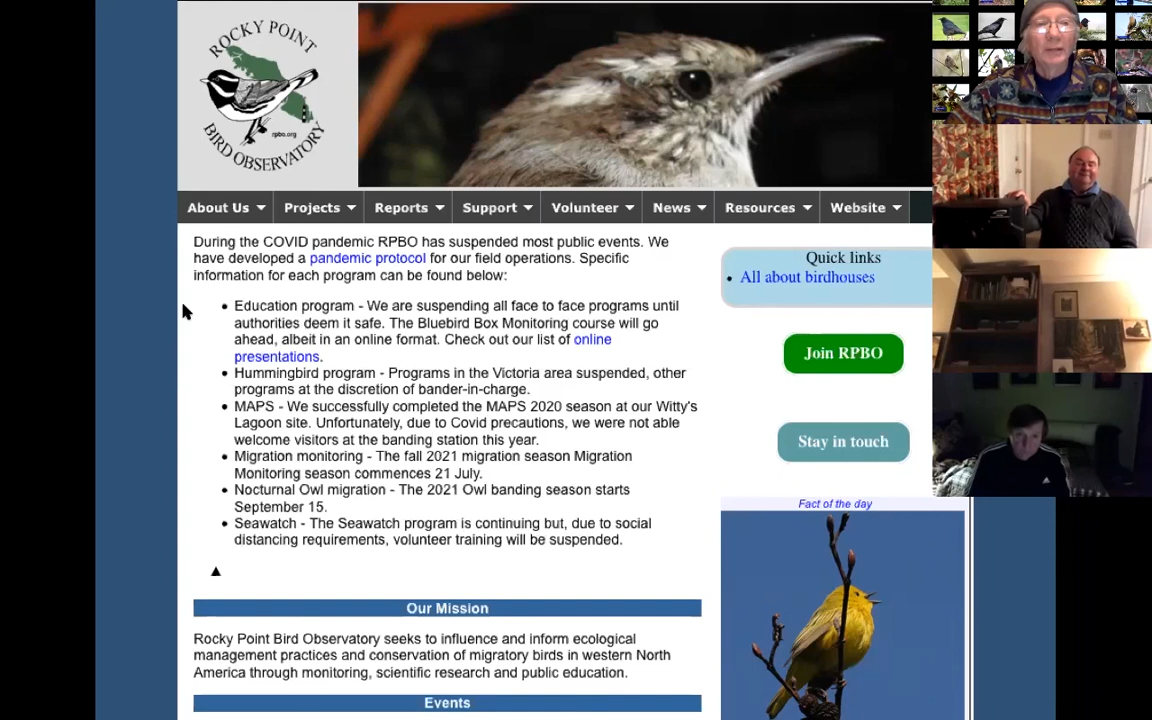 ROCKY POINT
rpbo.org
BIRD OBSERVATORY
About Us
Projects
Reports
Support
Volunteer
News
Resources
Website
During the COVID pandemic RPBO has suspended most public events. We
have developed a pandemic protocol for our field operations. Specific
information for each program can be found below:
• Education program - We are suspending all face to face programs until
authorities deem it safe. The Bluebird Box Monitoring course will go
ahead, albeit in an online format. Check out our list of online
presentations.
• Hummingbird program - Programs in the Victoria area suspended, other
programs at the discretion of bander-in-charge.
• MAPS - We successfully completed the MAPS 2020 season at our Witty's
Lagoon site. Unfortunately, due to Covid precautions, we were not able
welcome visitors at the banding station this year.
• Migration monitoring - The fall 2021 migration season Migration
Monitoring season commences 21 July.
• Nocturnal Owl migration - The 2021 Owl banding season starts
September 15.
• Seawatch - The Seawatch program is continuing but, due to social
distancing requirements, volunteer training will be suspended.
Our Mission
Rocky Point Bird Observatory seeks to influence and inform ecological
management practices and conservation of migratory birds in western North
America through monitoring, scientific research and public education.
Events
Quick links
• All about birdhouses
Join RPBO
Stay in touch
Fact of the day